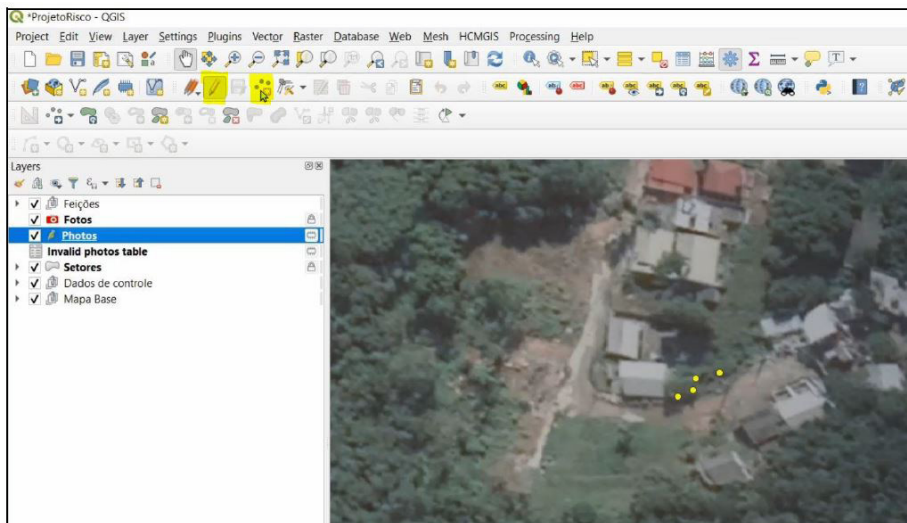 *ProjetoRisco - QGIS
Project Edit View Layer Settings Plugins Vector Raster Database Web Mesh HCMGIS Processing Help
Layers
Feições
Fotos
Photos
Invalid photos table
Setores
Dados de controle
Mapa Base